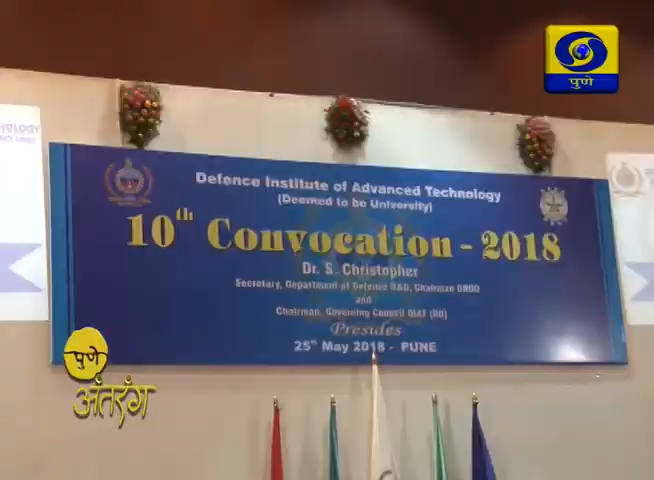 पुणे
NOLOGY
Defence Institute of Advanced Technology
(Deemed to be University)
10th Convocation - 2018
Dr. S. Christopher
Secretary, Department of Defence R&D, Chairman DRDO
and
Chairman, Governing Council DIAT (DU)
Presides
25th May 2018 - PUNE
पुणे
अंतरंग